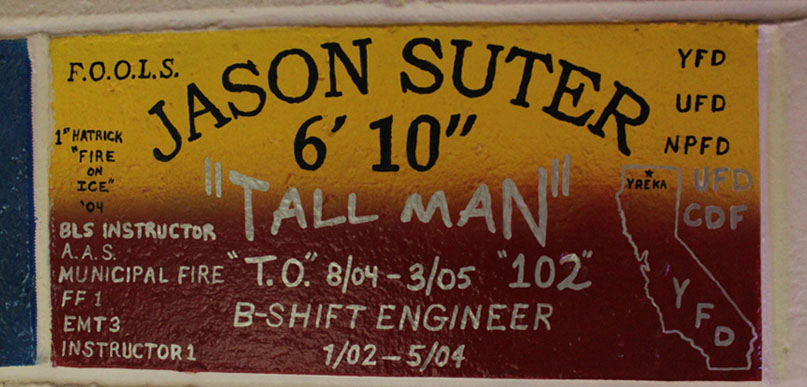 F.O.O.L.S.
JASON SUTER
6' 10"
"TALL MAN"
"T.O." 8/04 - 3/05 "102"
B-SHIFT ENGINEER
1/02 - 5/04
1ST HATRICK
"FIRE
ON
ICE"
'04
BLS INSTRUCTOR
A.A.S.
MUNICIPAL FIRE
FF 1
EMT3
INSTRUCTOR1
YFD
UFD
NPFD
UFD
CDF
YREKA
YFD